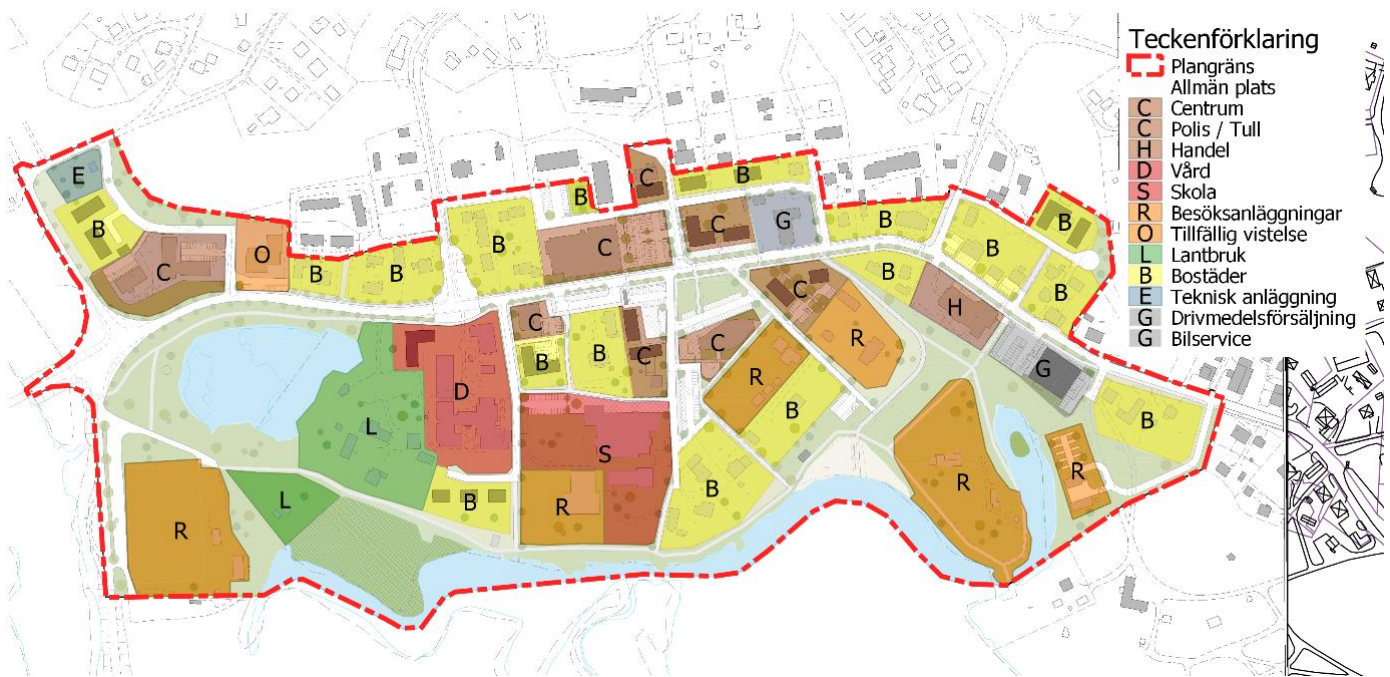 Teckenförklaring
Plangräns
Allmän plats
C Centrum
C Polis / Tull
H Handel
D Vård
S Skola
R Besöksanläggningar
O Tillfällig vistelse
L Lantbruk
B Bostäder
E Teknisk anläggning
G Drivmedelsförsäljning
G Bilservice
E
B
C
O
B
B
B
B
C
C
B
C
G
B
B
B
B
B
H
G
B
C
R
C
B
B
C
C
R
B
D
L
L
R
B
S
R
B
R
R